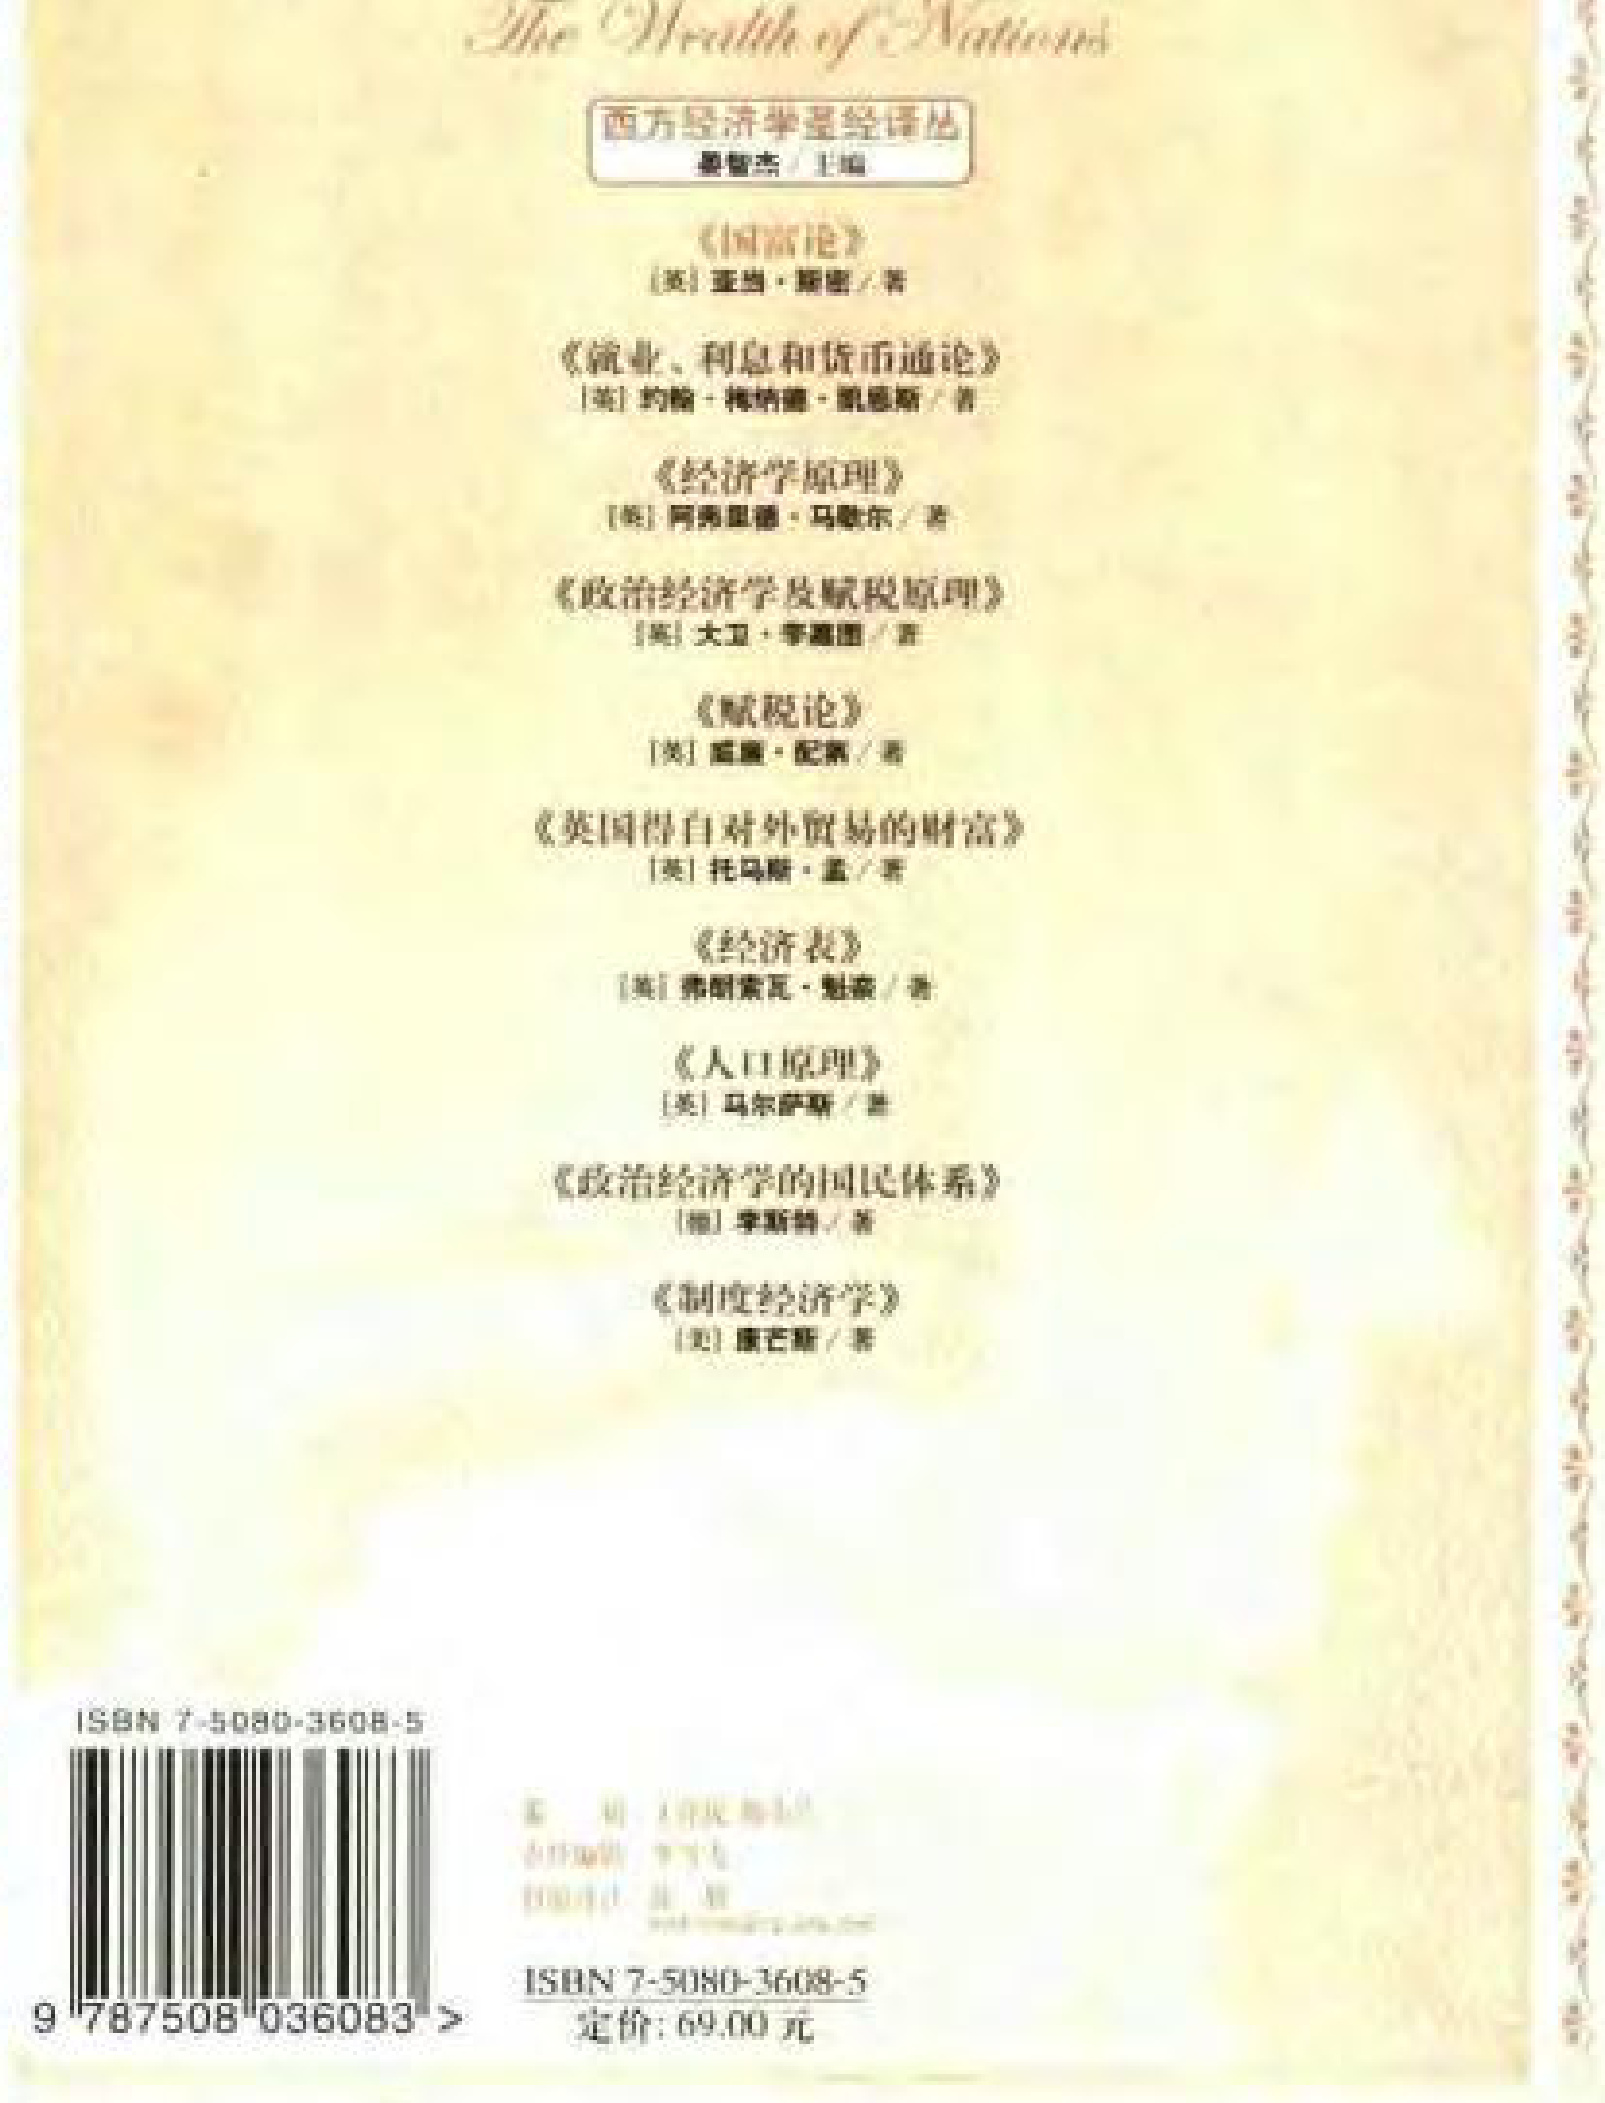 The Wealth of Nations
西方经济学圣经译丛
晏智杰 / 主编
《国富论》
[英] 亚当·斯密 / 著
《就业、利息和货币通论》
[英] 约翰·梅纳德·凯恩斯 / 著
《经济学原理》
[英] 阿弗里德·马歇尔 / 著
《政治经济学及赋税原理》
[英] 大卫·李嘉图 / 著
《赋税论》
[英] 威廉·配第 / 著
《英国得自对外贸易的财富》
[英] 托马斯·孟 / 著
《经济表》
[英] 弗朗索瓦·魁奈 / 著
《人口原理》
[英] 马尔萨斯 / 著
《政治经济学的国民体系》
[德] 李斯特 / 著
《制度经济学》
[美] 康芒斯 / 著
ISBN 7-5080-3608-5
9 787508 036083 >
ISBN 7-5080-3608-5
定价: 69.00 元